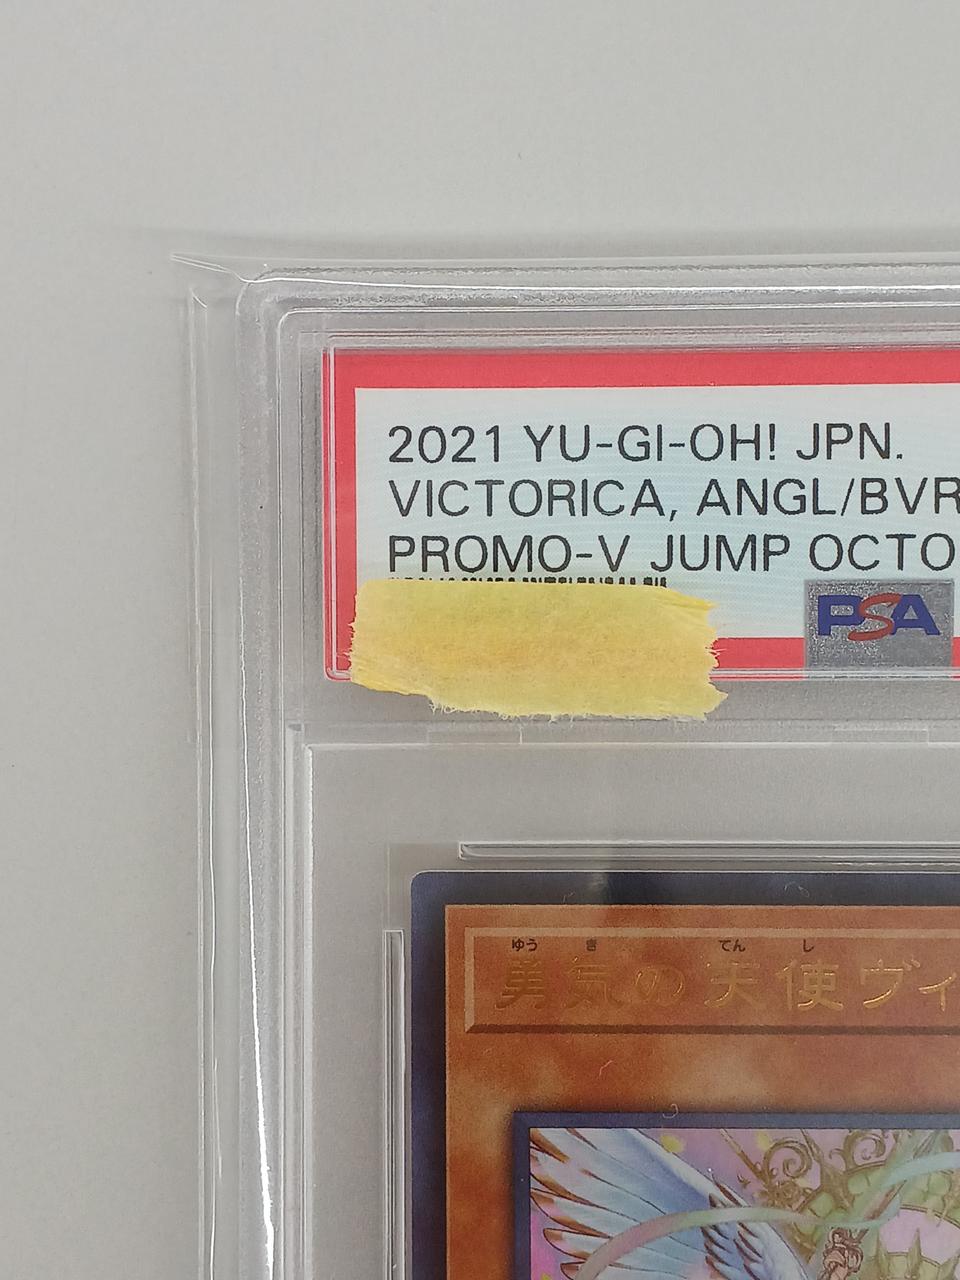 2021 YU-GI-OH! JPN.
VICTORICA, ANGL/BVR
PROMO-V JUMP OCTO
PSA
ゆう き てん し
勇気の天使ヴィ